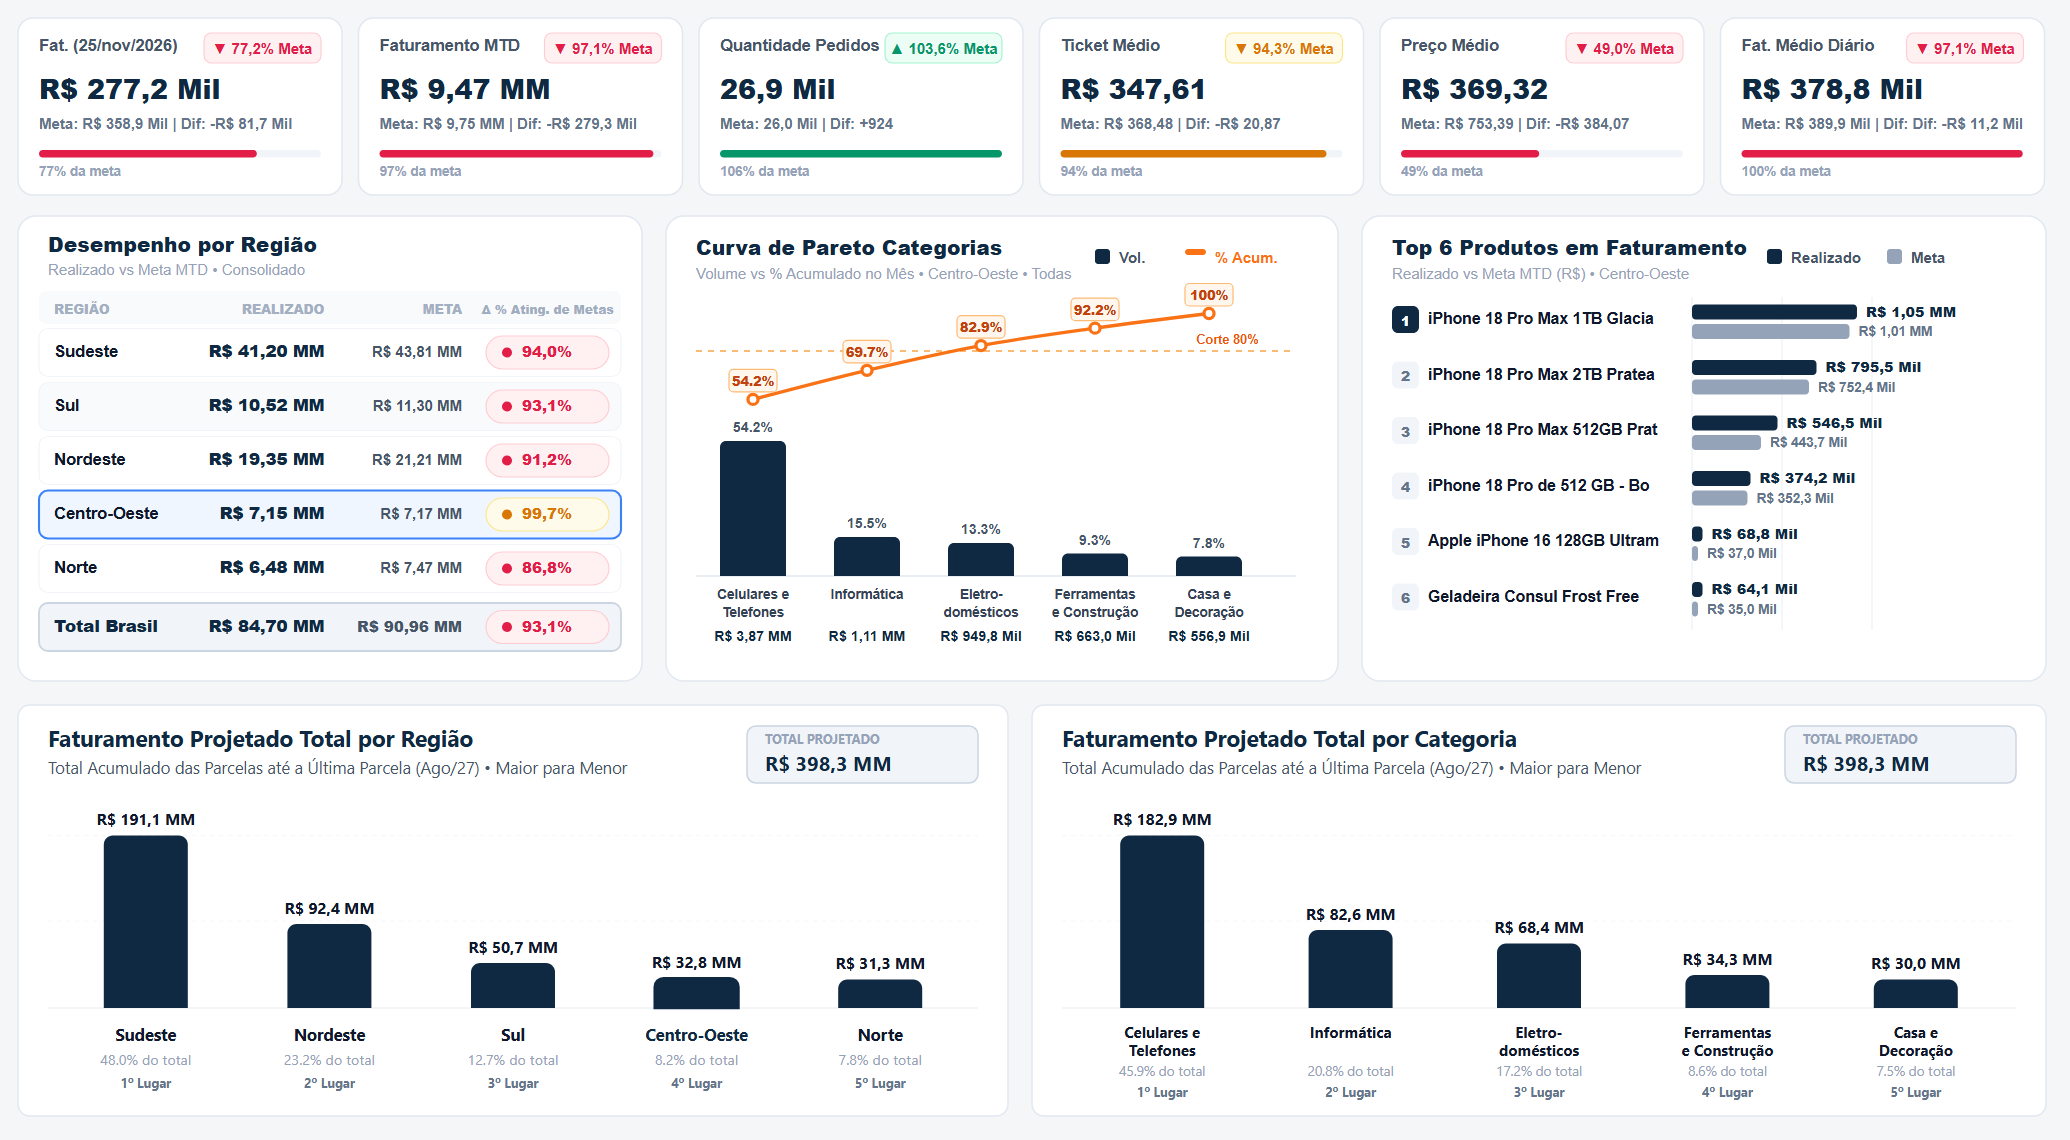 Fat. (25/nov/2026)
▼ 77,2% Meta
R$ 277,2 Mil
Meta: R$ 358,9 Mil | Dif: -R$ 81,7 Mil
77% da meta
Faturamento MTD
▼ 97,1% Meta
R$ 9,47 MM
Meta: R$ 9,75 MM | Dif: -R$ 279,3 Mil
97% da meta
Quantidade Pedidos
▲ 103,6% Meta
26,9 Mil
Meta: 26,0 Mil | Dif: +924
106% da meta
Ticket Médio
▼ 94,3% Meta
R$ 347,61
Meta: R$ 368,48 | Dif: -R$ 20,87
94% da meta
Preço Médio
▼ 49,0% Meta
R$ 369,32
Meta: R$ 753,39 | Dif: -R$ 384,07
49% da meta
Fat. Médio Diário
▼ 97,1% Meta
R$ 378,8 Mil
Meta: R$ 389,9 Mil | Dif: Dif: -R$ 11,2 Mil
100% da meta
Desempenho por Região
Realizado vs Meta MTD • Consolidado
REGIÃO REALIZADO META Δ % Ating. de Metas
Sudeste R$ 41,20 MM R$ 43,81 MM 94,0%
Sul R$ 10,52 MM R$ 11,30 MM 93,1%
Nordeste R$ 19,35 MM R$ 21,21 MM 91,2%
Centro-Oeste R$ 7,15 MM R$ 7,17 MM 99,7%
Norte R$ 6,48 MM R$ 7,47 MM 86,8%
Total Brasil R$ 84,70 MM R$ 90,96 MM 93,1%
Curva de Pareto Categorias
Volume vs % Acumulado no Mês • Centro-Oeste • Todas
Vol.
% Acum.
54.2%
69.7%
82.9%
92.2%
100%
Corte 80%
54.2%
15.5%
13.3%
9.3%
7.8%
Celulares e
Telefones
R$ 3,87 MM
Informática
R$ 1,11 MM
Eletro-
domésticos
R$ 949,8 Mil
Ferramentas
e Construção
R$ 663,0 Mil
Casa e
Decoração
R$ 556,9 Mil
Top 6 Produtos em Faturamento
Realizado vs Meta MTD (R$) • Centro-Oeste
Realizado
Meta
1 iPhone 18 Pro Max 1TB Glacia
R$ 1,05 MM
R$ 1,01 MM
2 iPhone 18 Pro Max 2TB Pratea
R$ 795,5 Mil
R$ 752,4 Mil
3 iPhone 18 Pro Max 512GB Prat
R$ 546,5 Mil
R$ 443,7 Mil
4 iPhone 18 Pro de 512 GB - Bo
R$ 374,2 Mil
R$ 352,3 Mil
5 Apple iPhone 16 128GB Ultram
R$ 68,8 Mil
R$ 37,0 Mil
6 Geladeira Consul Frost Free
R$ 64,1 Mil
R$ 35,0 Mil
Faturamento Projetado Total por Região
Total Acumulado das Parcelas até a Última Parcela (Ago/27) • Maior para Menor
TOTAL PROJETADO
R$ 398,3 MM
R$ 191,1 MM
R$ 92,4 MM
R$ 50,7 MM
R$ 32,8 MM
R$ 31,3 MM
Sudeste
48.0% do total
1º Lugar
Nordeste
23.2% do total
2º Lugar
Sul
12.7% do total
3º Lugar
Centro-Oeste
8.2% do total
4º Lugar
Norte
7.8% do total
5º Lugar
Faturamento Projetado Total por Categoria
Total Acumulado das Parcelas até a Última Parcela (Ago/27) • Maior para Menor
TOTAL PROJETADO
R$ 398,3 MM
R$ 182,9 MM
R$ 82,6 MM
R$ 68,4 MM
R$ 34,3 MM
R$ 30,0 MM
Celulares e
Telefones
45.9% do total
1º Lugar
Informática
20.8% do total
2º Lugar
Eletro-
domésticos
17.2% do total
3º Lugar
Ferramentas
e Construção
8.6% do total
4º Lugar
Casa e
Decoração
7.5% do total
5º Lugar